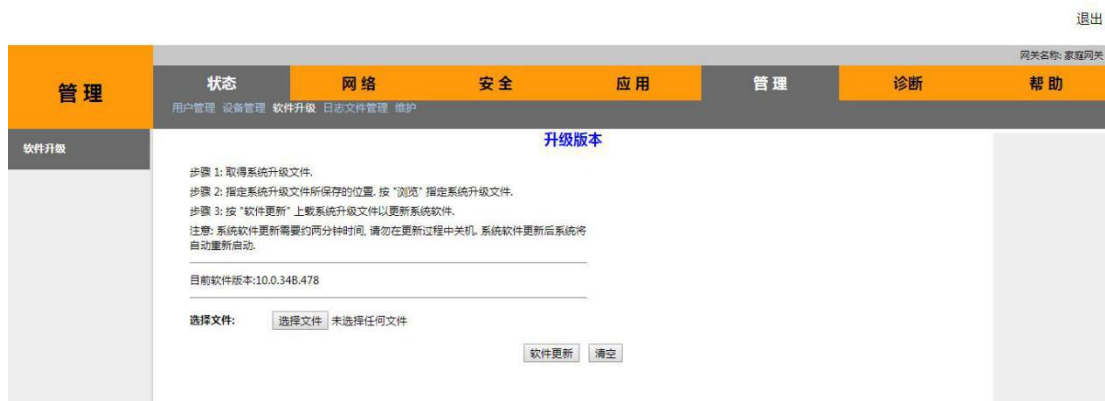 退出
网关名称: 家庭网关
管理
状态 网络 安全 应用 管理 诊断 帮助
用户管理 设备管理 软件升级 日志文件管理 维护
软件升级
升级版本
步骤 1: 取得系统升级文件.
步骤 2: 指定系统升级文件所保存的位置. 按 "浏览" 指定系统升级文件.
步骤 3: 按 "软件更新" 上载系统升级文件以更新系统软件.
注意: 系统软件更新需要约两分钟时间, 请勿在更新过程中关机. 系统软件更新后系统将
自动重新启动.
目前软件版本:10.0.34B.478
选择文件: 选择文件 未选择任何文件
软件更新 清空